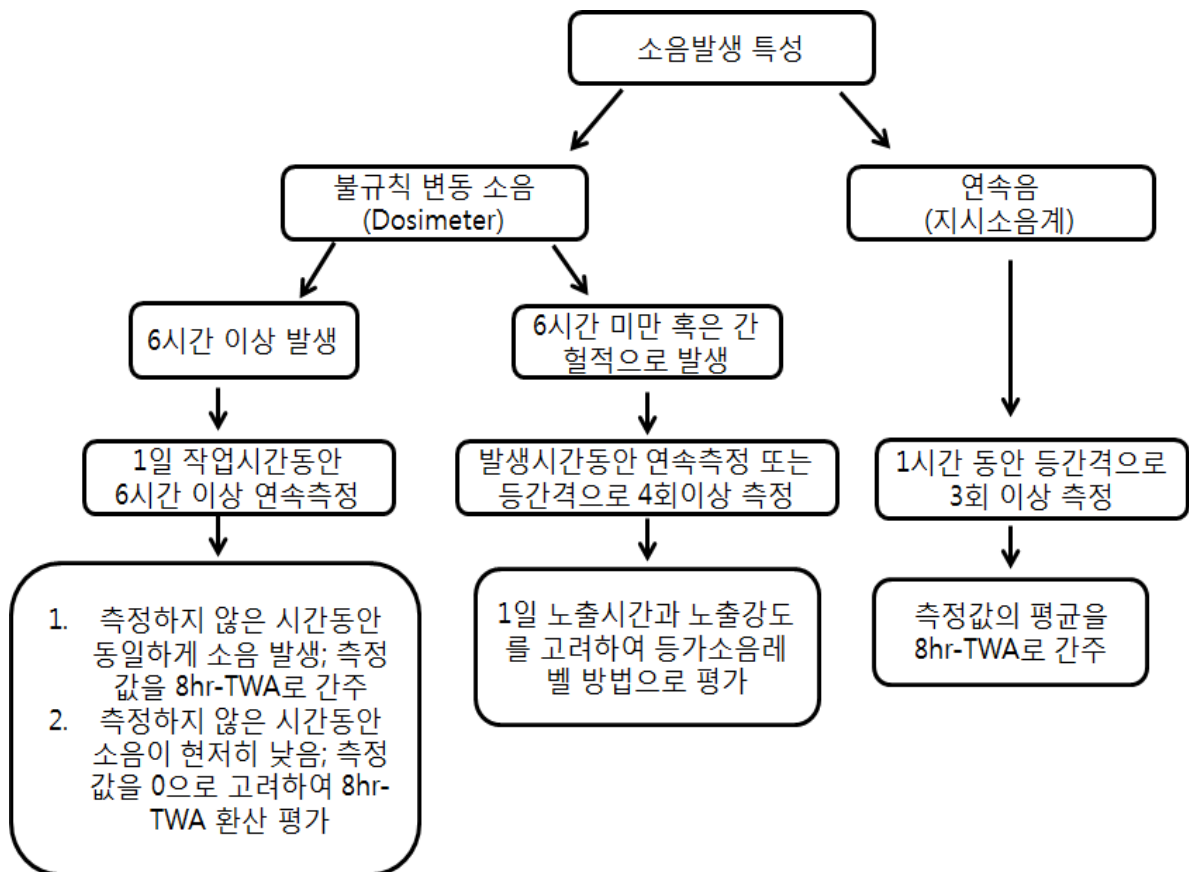 소음발생 특성
불규칙 변동 소음
(Dosimeter)
연속음
(지시소음계)
6시간 이상 발생
6시간 미만 혹은 간
헐적으로 발생
1일 작업시간동안
6시간 이상 연속측정
발생시간동안 연속측정 또는
등간격으로 4회이상 측정
1시간 동안 등간격으로
3회 이상 측정
1. 측정하지 않은 시간동안
동일하게 소음 발생; 측정
값을 8hr-TWA로 간주
2. 측정하지 않은 시간동안
소음이 현저히 낮음; 측정
값을 0으로 고려하여 8hr-
TWA 환산 평가
1일 노출시간과 노출강도
를 고려하여 등가소음레
벨 방법으로 평가
측정값의 평균을
8hr-TWA로 간주